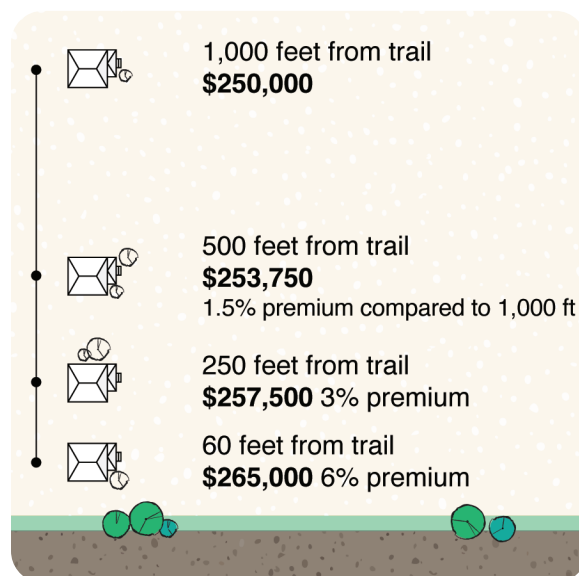 1,000 feet from trail
$250,000
500 feet from trail
$253,750
1.5% premium compared to 1,000 ft
250 feet from trail
$257,500 3% premium
60 feet from trail
$265,000 6% premium